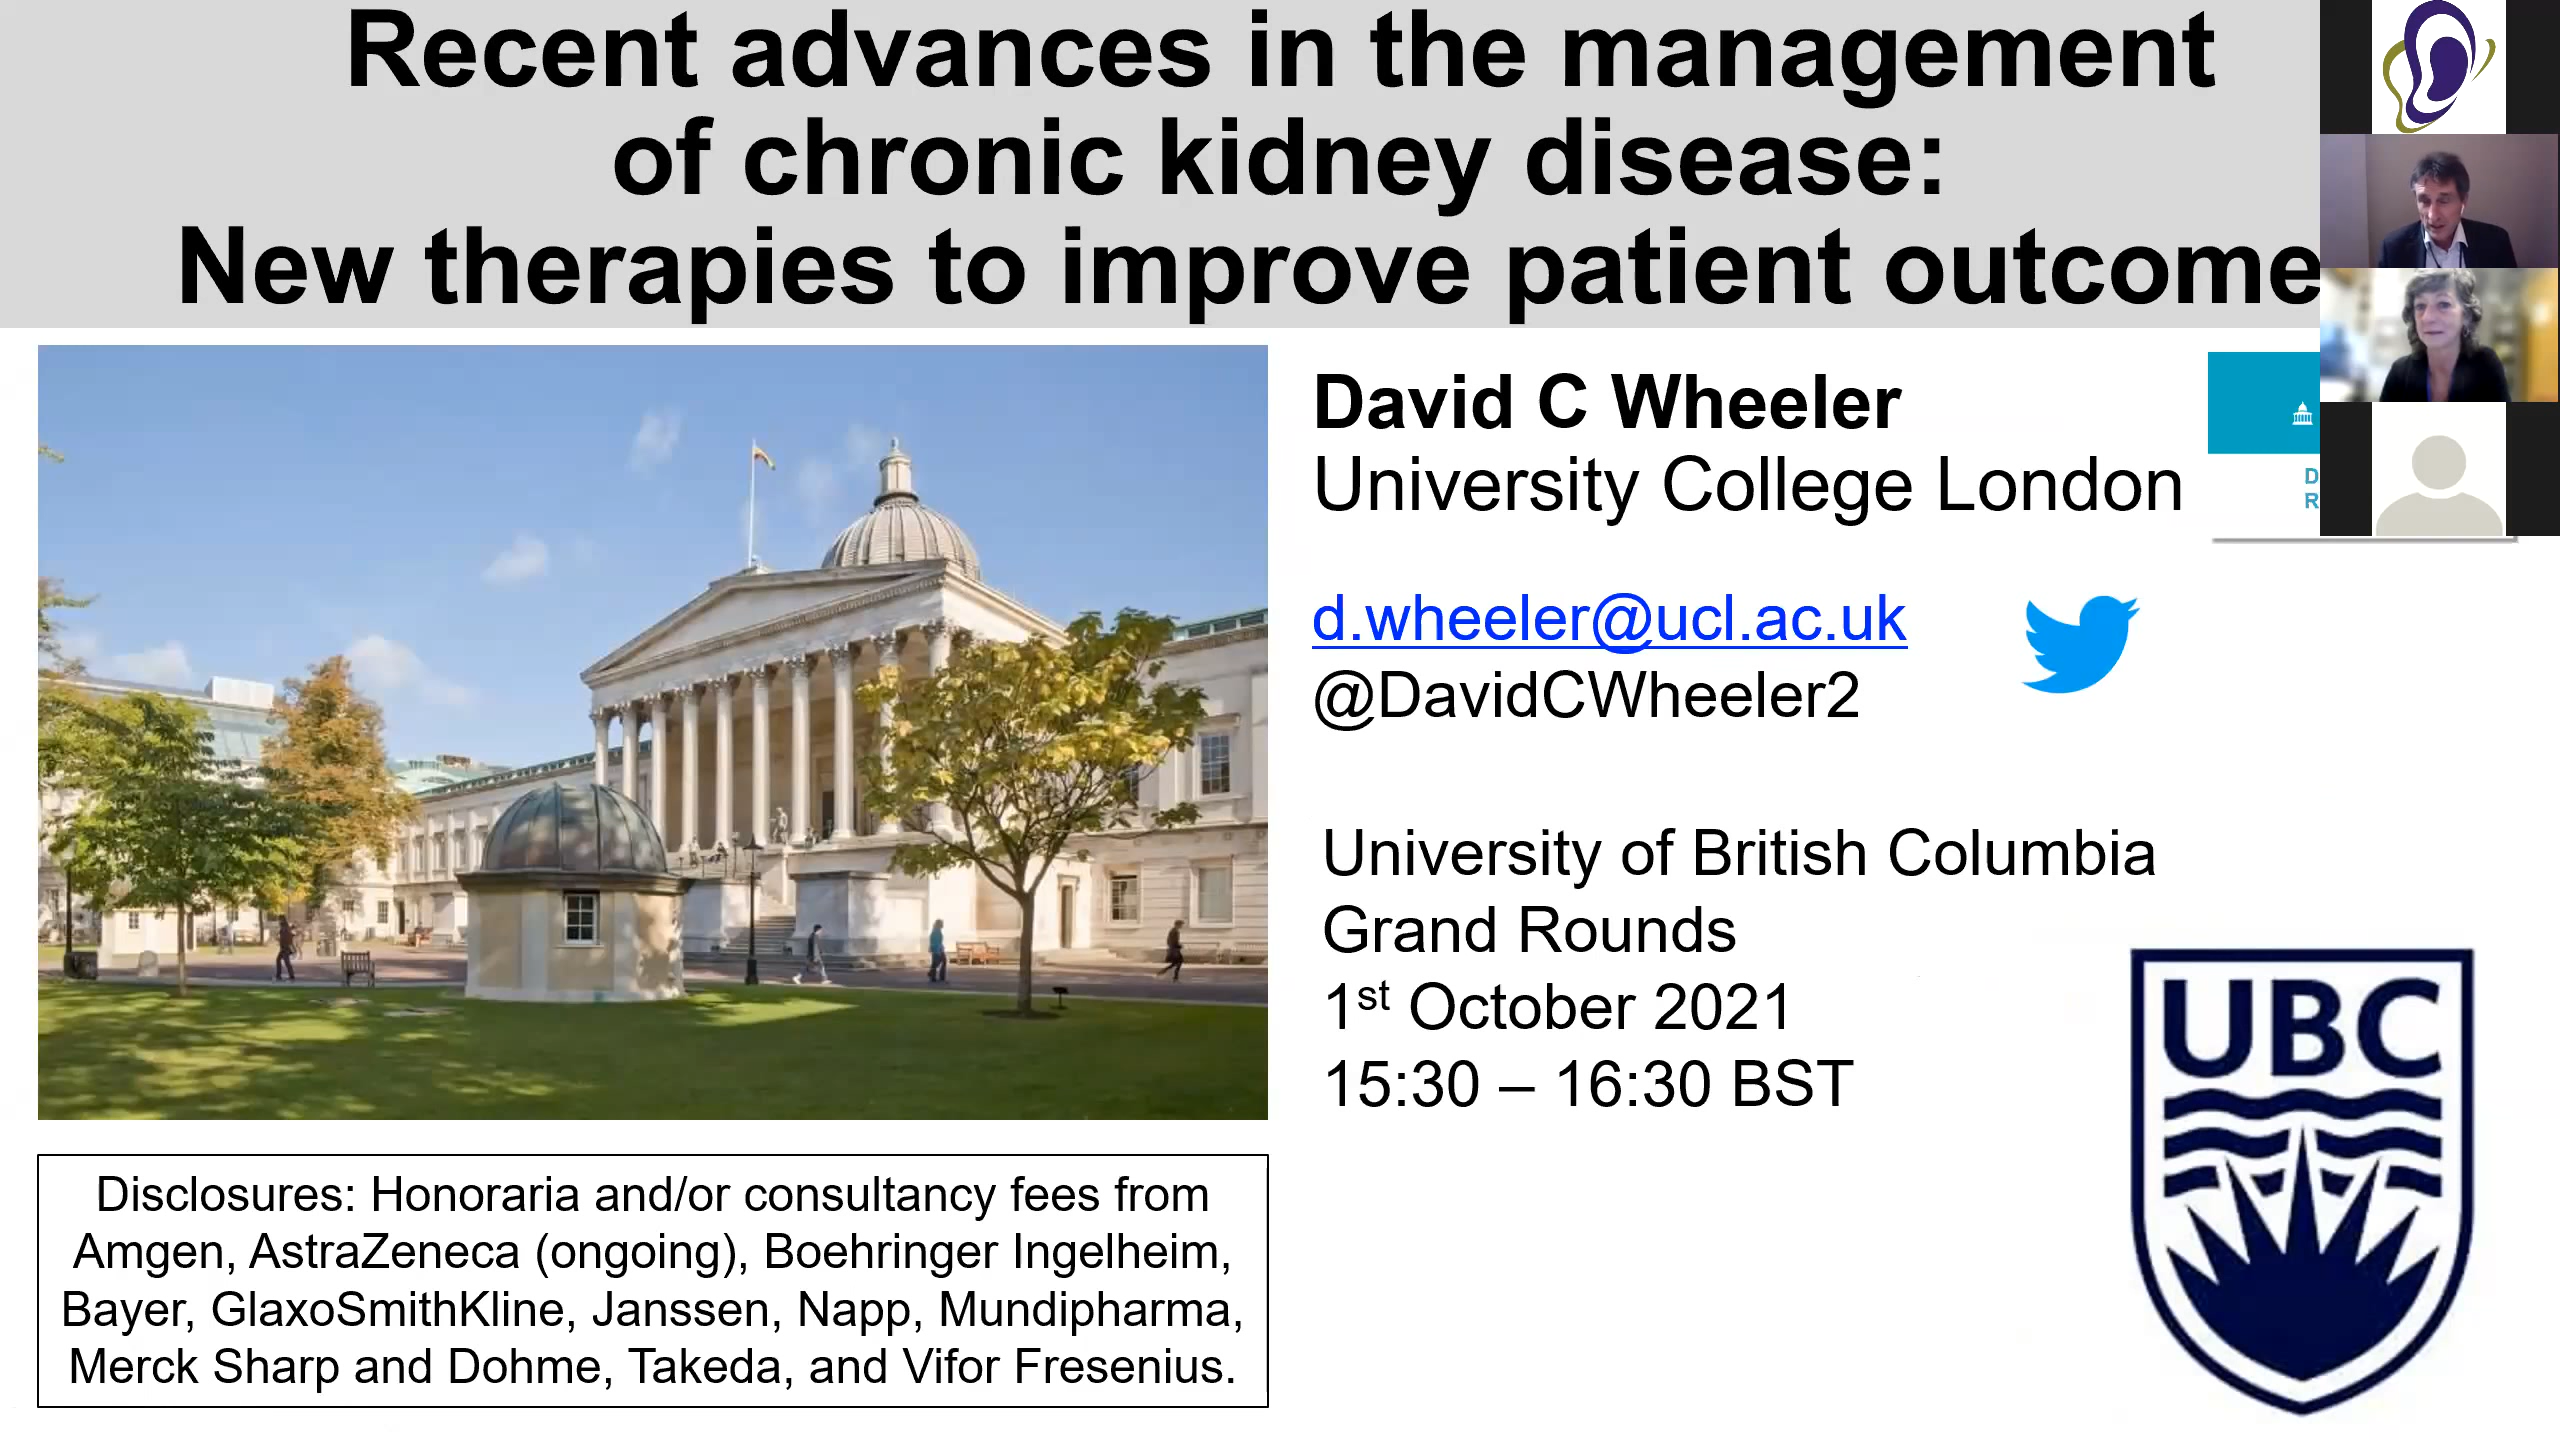 Recent advances in the management
of chronic kidney disease:
New therapies to improve patient outcome
David C Wheeler
University College London
D
R
d.wheeler@ucl.ac.uk
@DavidCWheeler2
University of British Columbia
Grand Rounds
1st October 2021
15:30 – 16:30 BST
UBC
Disclosures: Honoraria and/or consultancy fees from
Amgen, AstraZeneca (ongoing), Boehringer Ingelheim,
Bayer, GlaxoSmithKline, Janssen, Napp, Mundipharma,
Merck Sharp and Dohme, Takeda, and Vifor Fresenius.